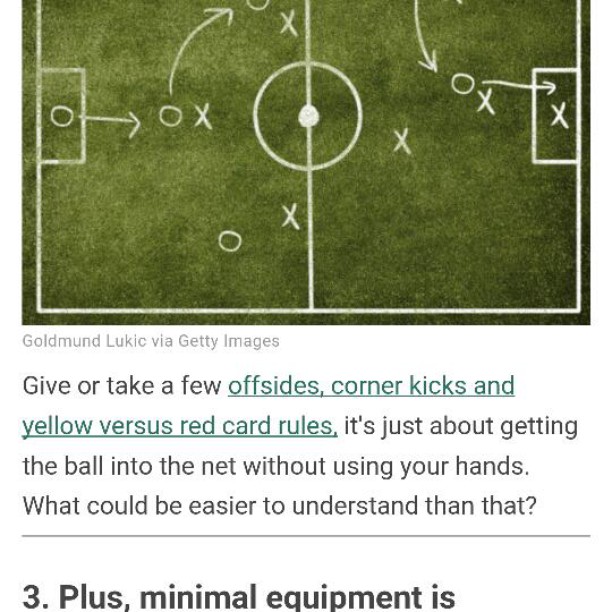 Goldmund Lukic via Getty Images
Give or take a few offsides, corner kicks and
yellow versus red card rules, it's just about getting
the ball into the net without using your hands.
What could be easier to understand than that?
3. Plus, minimal equipment is